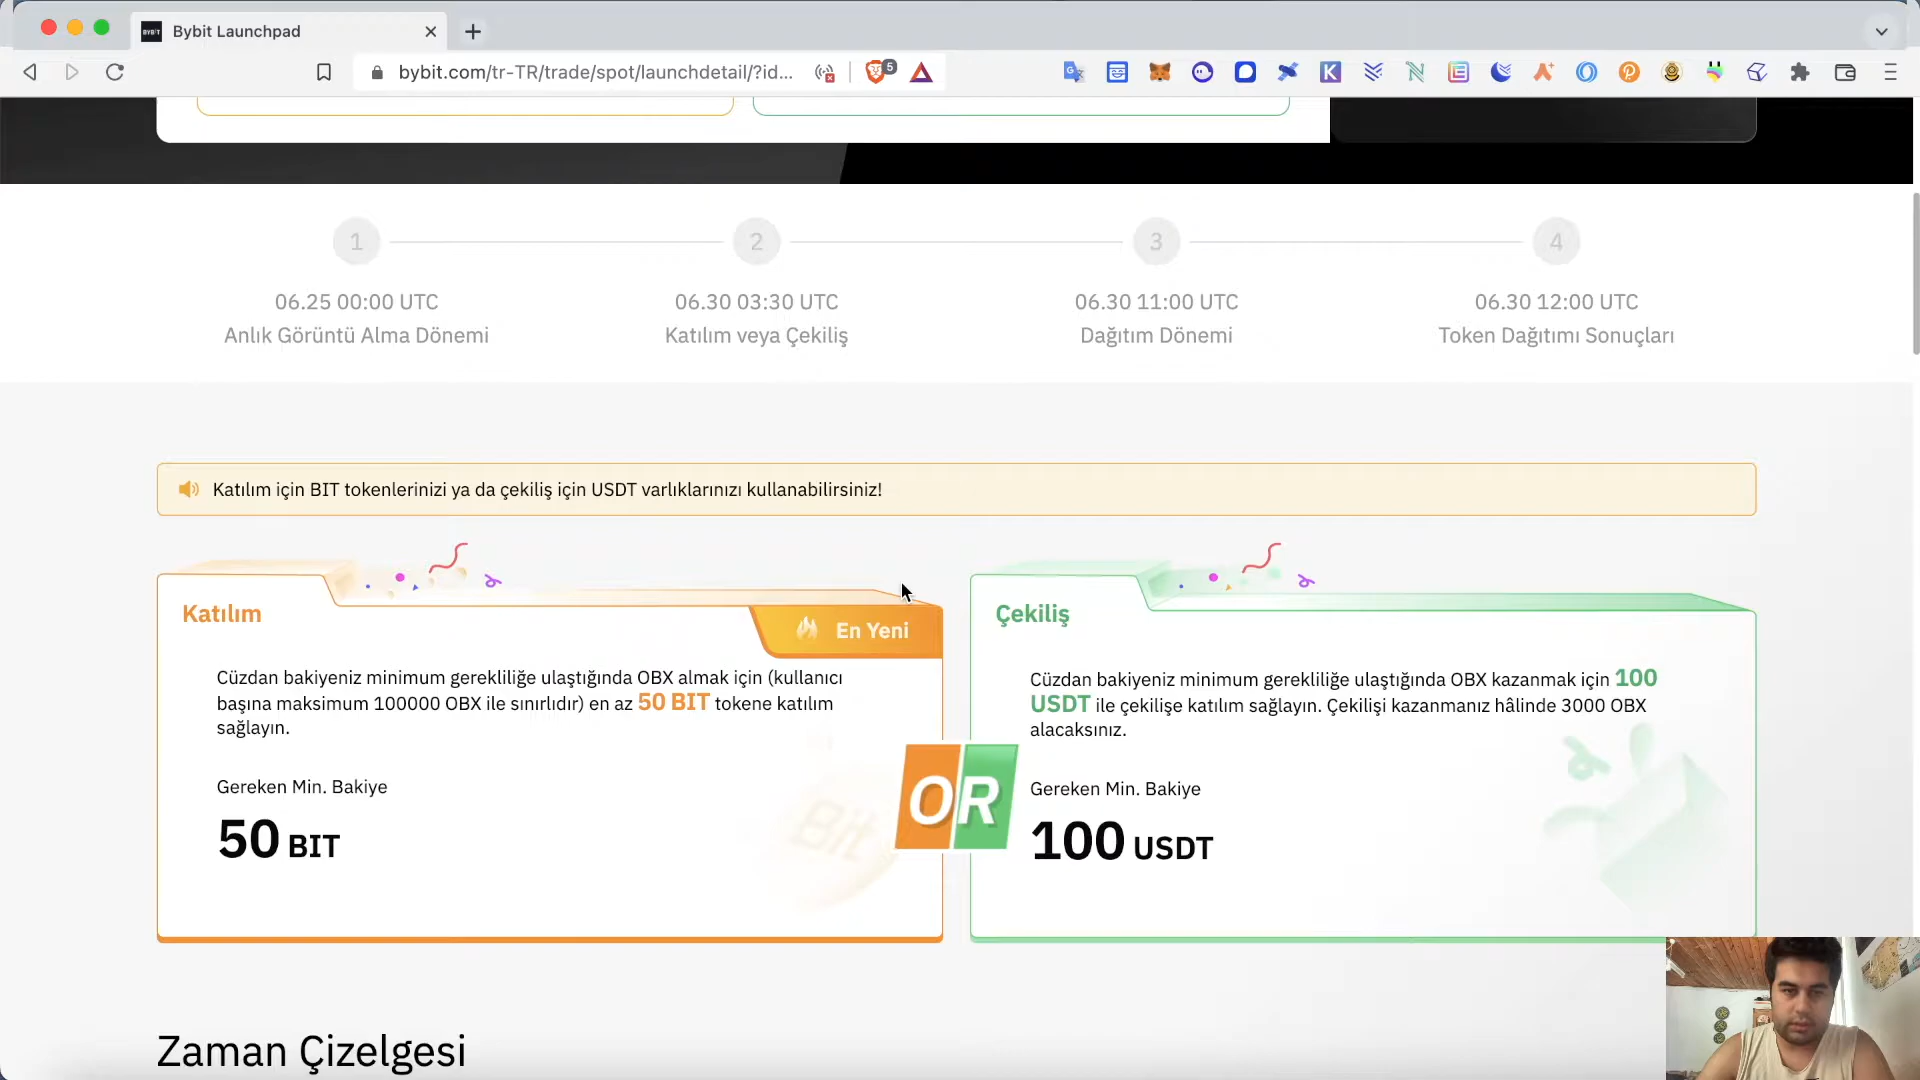 Bybit Launchpad
bybit.com/tr-TR/trade/spot/launchdetail/?id...
5
1
2
3
4
06.25 00:00 UTC
06.30 03:30 UTC
06.30 11:00 UTC
06.30 12:00 UTC
Anlık Görüntü Alma Dönemi
Katılım veya Çekiliş
Dağıtım Dönemi
Token Dağıtımı Sonuçları
Katılım için BIT tokenlerinizi ya da çekiliş için USDT varlıklarınızı kullanabilirsiniz!
Katılım
En Yeni
Cüzdan bakiyeniz minimum gerekliliğe ulaştığında OBX almak için (kullanıcı
başına maksimum 100000 OBX ile sınırlıdır) en az 50 BIT tokene katılım
sağlayın.
Gereken Min. Bakiye
50 BIT
Bit
OR
Çekiliş
Cüzdan bakiyeniz minimum gerekliliğe ulaştığında OBX kazanmak için 100
USDT ile çekilişe katılım sağlayın. Çekilişi kazanmanız hâlinde 3000 OBX
alacaksınız.
Gereken Min. Bakiye
100 USDT
Zaman Çizelgesi